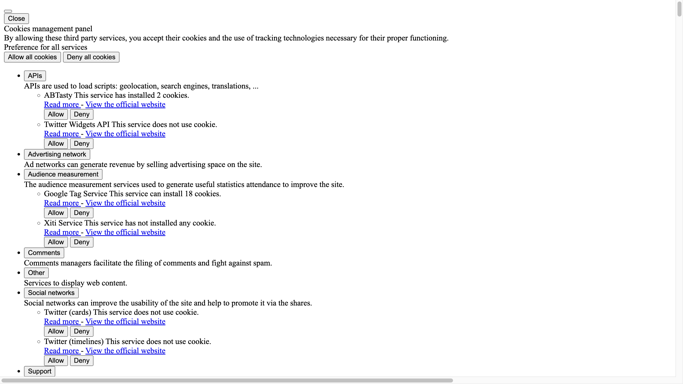 Close
Cookies management panel
By allowing these third party services, you accept their cookies and the use of tracking technologies necessary for their proper functioning.
Preference for all services
Allow all cookies Deny all cookies
APIs
APIs are used to load scripts: geolocation, search engines, translations, ...
ABTasty This service has installed 2 cookies.
Read more - View the official website
Allow Deny
Twitter Widgets API This service does not use cookie.
Read more - View the official website
Allow Deny
Advertising network
Ad networks can generate revenue by selling advertising space on the site.
Audience measurement
The audience measurement services used to generate useful statistics attendance to improve the site.
Google Tag Service This service can install 18 cookies.
Read more - View the official website
Allow Deny
Xiti Service This service has not installed any cookie.
Read more - View the official website
Allow Deny
Comments
Comments managers facilitate the filing of comments and fight against spam.
Other
Services to display web content.
Social networks
Social networks can improve the usability of the site and help to promote it via the shares.
Twitter (cards) This service does not use cookie.
Read more - View the official website
Allow Deny
Twitter (timelines) This service does not use cookie.
Read more - View the official website
Allow Deny
Support